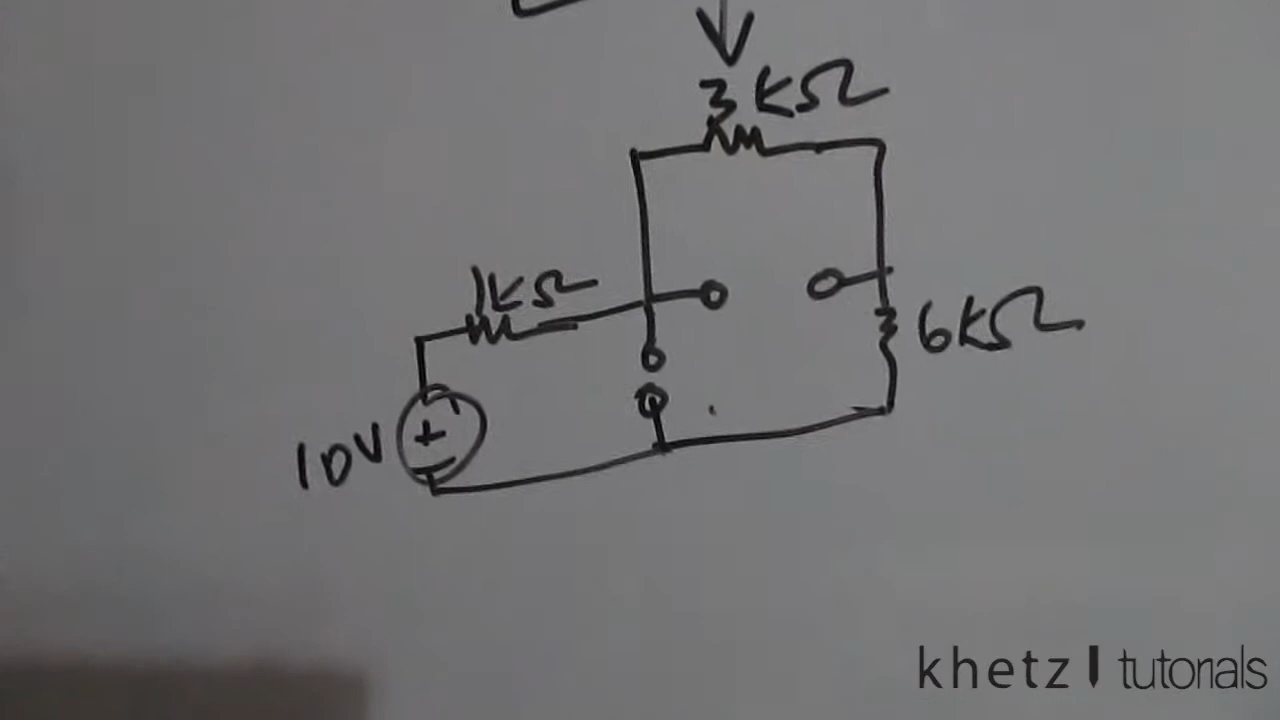 3kΩ
1kΩ
6kΩ
10V
+
−
khetz tutorials